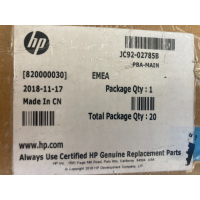 hp
JC92-02785B
PBA-MAIN
[820000030] EMEA
2018-11-17 Package Qty : 1
Made In CN
Total Package Qty : 20
www.hp.com
Always Use Certified HP Genuine Replacement Parts